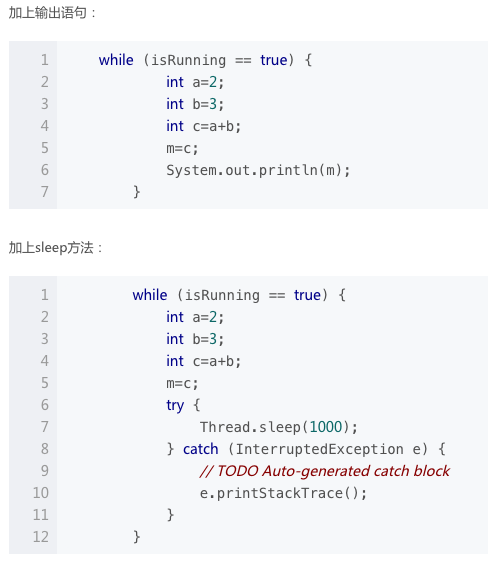 加上输出语句：
1 while (isRunning == true) {
2 int a=2;
3 int b=3;
4 int c=a+b;
5 m=c;
6 System.out.println(m);
7 }
加上sleep方法：
1 while (isRunning == true) {
2 int a=2;
3 int b=3;
4 int c=a+b;
5 m=c;
6 try {
7 Thread.sleep(1000);
8 } catch (InterruptedException e) {
9 // TODO Auto-generated catch block
10 e.printStackTrace();
11 }
12 }